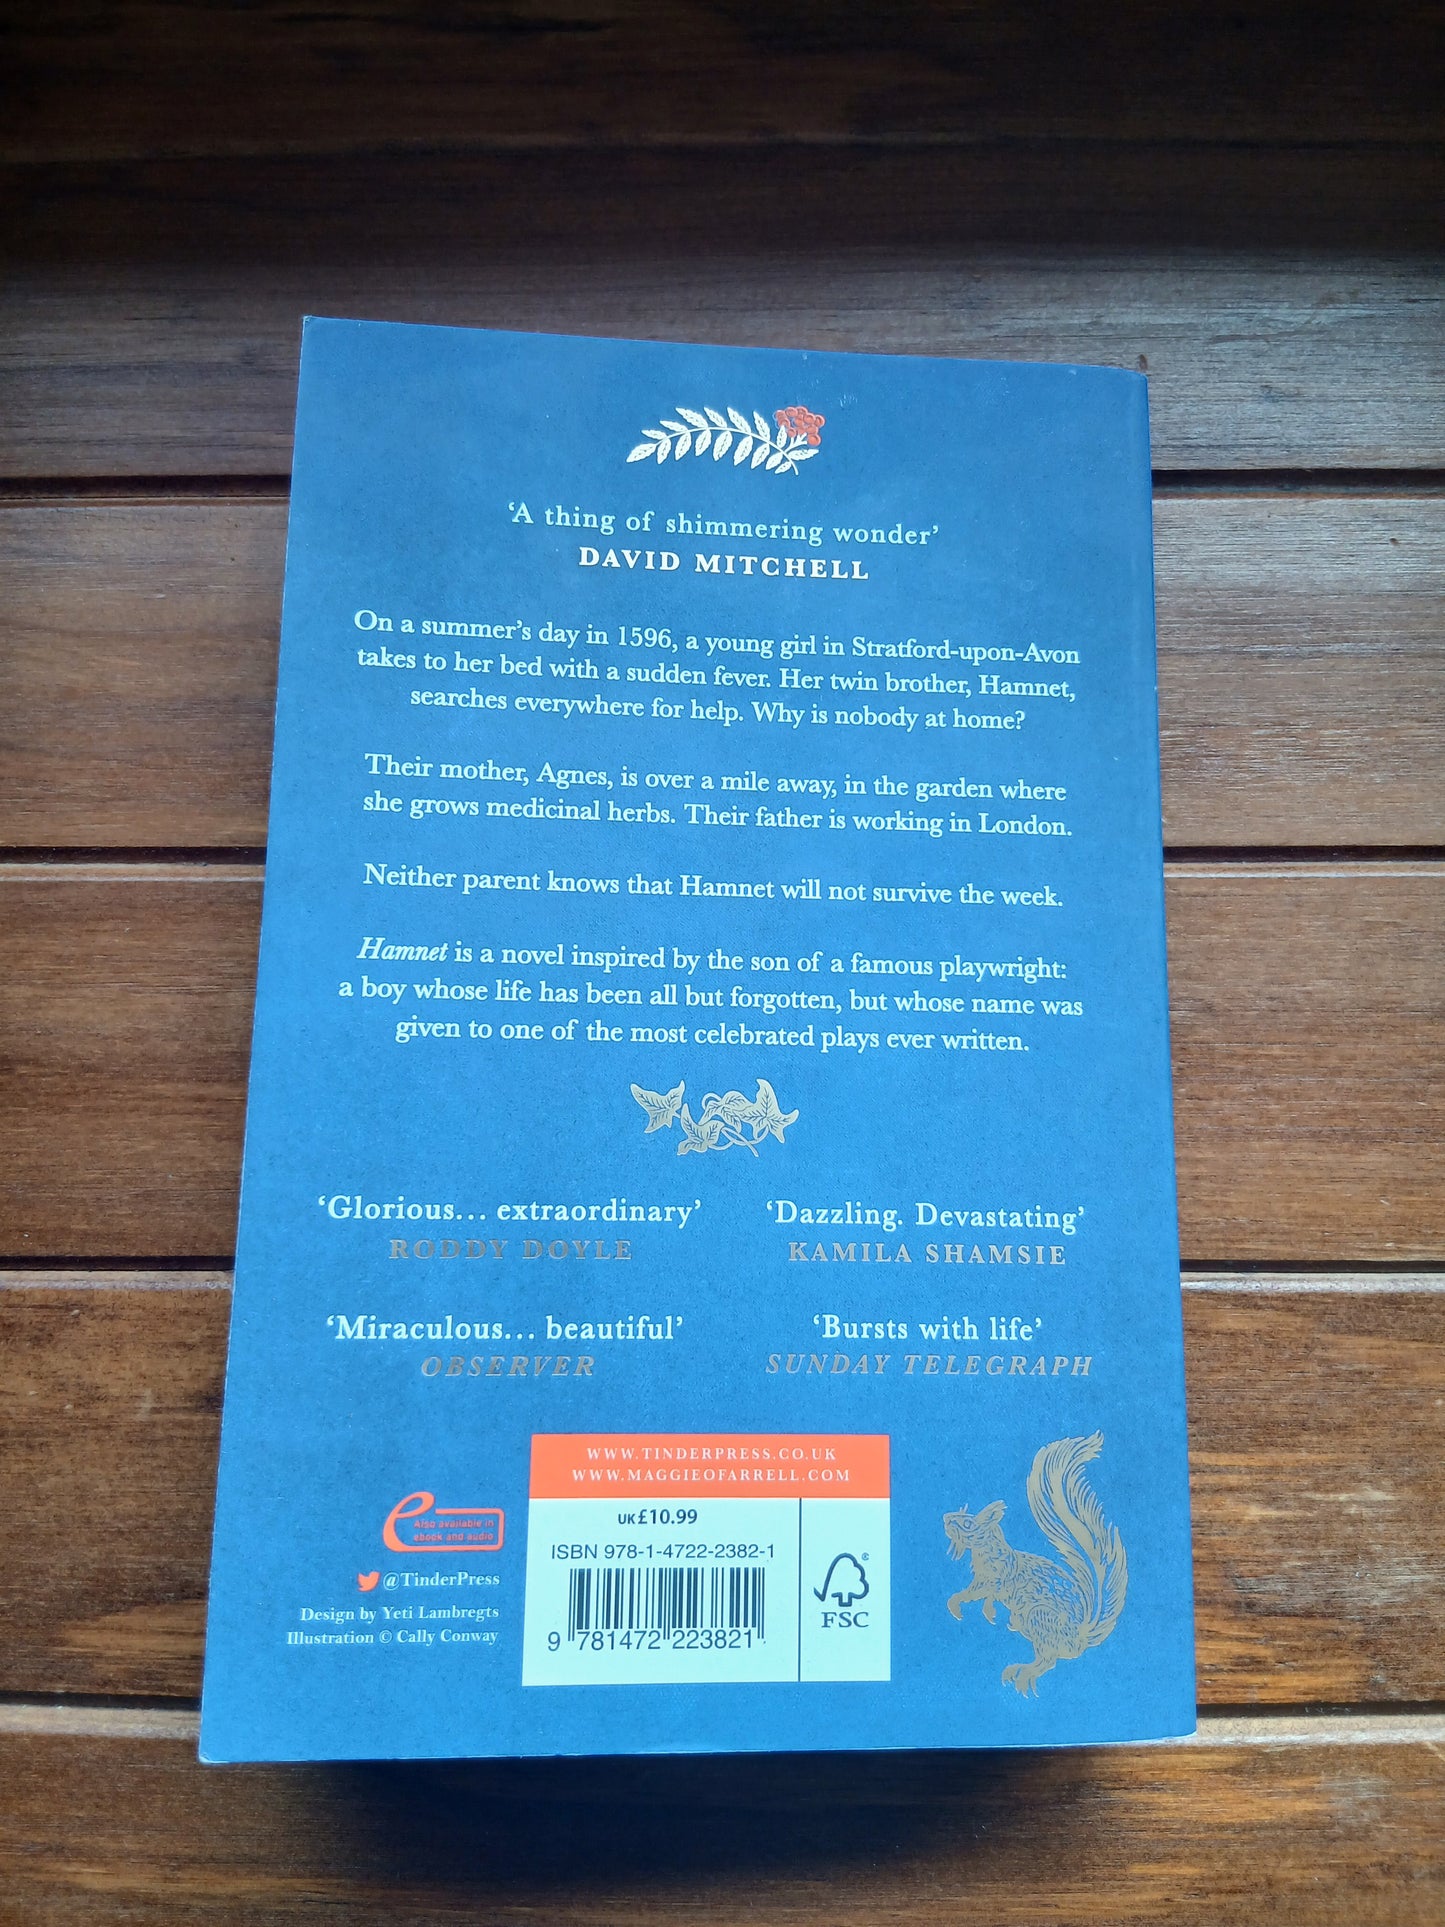 ‘A thing of shimmering wonder’
DAVID MITCHELL
On a summer’s day in 1596, a young girl in Stratford-upon-Avon
takes to her bed with a sudden fever. Her twin brother, Hamnet,
searches everywhere for help. Why is nobody at home?
Their mother, Agnes, is over a mile away, in the garden where
she grows medicinal herbs. Their father is working in London.
Neither parent knows that Hamnet will not survive the week.
Hamnet is a novel inspired by the son of a famous playwright:
a boy whose life has been all but forgotten, but whose name was
given to one of the most celebrated plays ever written.
‘Glorious... extraordinary’
RODDY DOYLE
‘Dazzling. Devastating’
KAMILA SHAMSIE
‘Miraculous... beautiful’
OBSERVER
‘Bursts with life’
SUNDAY TELEGRAPH
e
Also available in
ebook and audio
@TinderPress
Design by Yeti Lambregts
Illustration © Cally Conway
WWW.TINDERPRESS.CO.UK
WWW.MAGGIEOFARRELL.COM
UK £10.99
ISBN 978-1-4722-2382-1
9 781472 223821
®
FSC